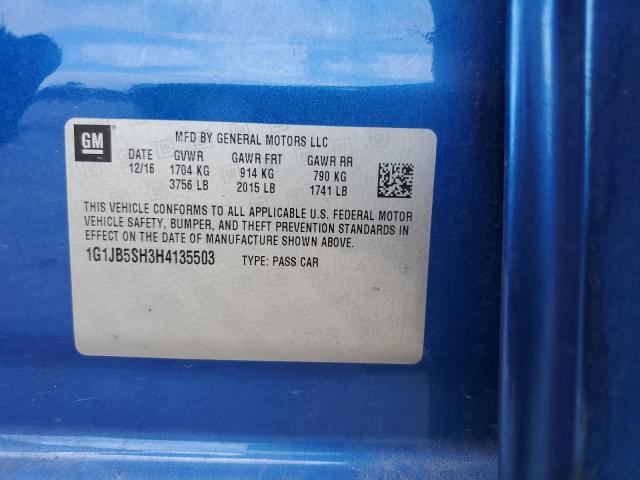 GM
MFD BY GENERAL MOTORS LLC
DATE GVWR GAWR FRT GAWR RR
12/16 1704 KG 914 KG 790 KG
3756 LB 2015 LB 1741 LB
THIS VEHICLE CONFORMS TO ALL APPLICABLE U.S. FEDERAL MOTOR
VEHICLE SAFETY, BUMPER, AND THEFT PREVENTION STANDARDS IN
EFFECT ON THE DATE OF MANUFACTURE SHOWN ABOVE.
1G1JB5SH3H4135503 TYPE: PASS CAR